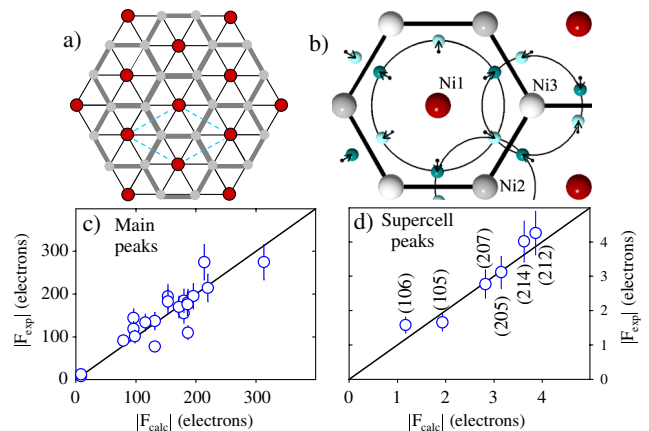 a)
b)
Ni1
Ni3
Ni2
c) Main
peaks
300
200
100
0
0 100 200 300
|F_exp| (electrons)
|F_calc| (electrons)
d) Supercell
peaks
(106)
(105)
(207)
(205)
(214)
(212)
4
3
2
1
0
0 1 2 3 4
|F_exp| (electrons)
|F_calc| (electrons)